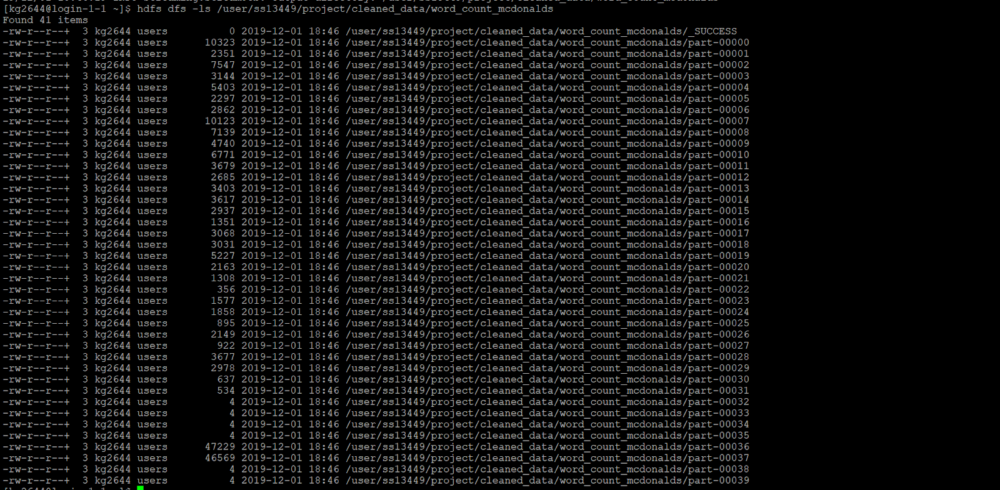 [kg2644@login-1-1 ~]$ hdfs dfs -ls /user/ss13449/project/cleaned_data/word_count_mcdonalds
Found 41 items
-rw-r--r--+  3 kg2644 users          0 2019-12-01 18:46 /user/ss13449/project/cleaned_data/word_count_mcdonalds/_SUCCESS
-rw-r--r--+  3 kg2644 users      10323 2019-12-01 18:46 /user/ss13449/project/cleaned_data/word_count_mcdonalds/part-00000
-rw-r--r--+  3 kg2644 users       2351 2019-12-01 18:46 /user/ss13449/project/cleaned_data/word_count_mcdonalds/part-00001
-rw-r--r--+  3 kg2644 users       7547 2019-12-01 18:46 /user/ss13449/project/cleaned_data/word_count_mcdonalds/part-00002
-rw-r--r--+  3 kg2644 users       3144 2019-12-01 18:46 /user/ss13449/project/cleaned_data/word_count_mcdonalds/part-00003
-rw-r--r--+  3 kg2644 users       5403 2019-12-01 18:46 /user/ss13449/project/cleaned_data/word_count_mcdonalds/part-00004
-rw-r--r--+  3 kg2644 users       2297 2019-12-01 18:46 /user/ss13449/project/cleaned_data/word_count_mcdonalds/part-00005
-rw-r--r--+  3 kg2644 users       2862 2019-12-01 18:46 /user/ss13449/project/cleaned_data/word_count_mcdonalds/part-00006
-rw-r--r--+  3 kg2644 users      10123 2019-12-01 18:46 /user/ss13449/project/cleaned_data/word_count_mcdonalds/part-00007
-rw-r--r--+  3 kg2644 users       7139 2019-12-01 18:46 /user/ss13449/project/cleaned_data/word_count_mcdonalds/part-00008
-rw-r--r--+  3 kg2644 users       4740 2019-12-01 18:46 /user/ss13449/project/cleaned_data/word_count_mcdonalds/part-00009
-rw-r--r--+  3 kg2644 users       6771 2019-12-01 18:46 /user/ss13449/project/cleaned_data/word_count_mcdonalds/part-00010
-rw-r--r--+  3 kg2644 users       3679 2019-12-01 18:46 /user/ss13449/project/cleaned_data/word_count_mcdonalds/part-00011
-rw-r--r--+  3 kg2644 users       2685 2019-12-01 18:46 /user/ss13449/project/cleaned_data/word_count_mcdonalds/part-00012
-rw-r--r--+  3 kg2644 users       3403 2019-12-01 18:46 /user/ss13449/project/cleaned_data/word_count_mcdonalds/part-00013
-rw-r--r--+  3 kg2644 users       3617 2019-12-01 18:46 /user/ss13449/project/cleaned_data/word_count_mcdonalds/part-00014
-rw-r--r--+  3 kg2644 users       2937 2019-12-01 18:46 /user/ss13449/project/cleaned_data/word_count_mcdonalds/part-00015
-rw-r--r--+  3 kg2644 users       1351 2019-12-01 18:46 /user/ss13449/project/cleaned_data/word_count_mcdonalds/part-00016
-rw-r--r--+  3 kg2644 users       3068 2019-12-01 18:46 /user/ss13449/project/cleaned_data/word_count_mcdonalds/part-00017
-rw-r--r--+  3 kg2644 users       3031 2019-12-01 18:46 /user/ss13449/project/cleaned_data/word_count_mcdonalds/part-00018
-rw-r--r--+  3 kg2644 users       5227 2019-12-01 18:46 /user/ss13449/project/cleaned_data/word_count_mcdonalds/part-00019
-rw-r--r--+  3 kg2644 users       2163 2019-12-01 18:46 /user/ss13449/project/cleaned_data/word_count_mcdonalds/part-00020
-rw-r--r--+  3 kg2644 users       1308 2019-12-01 18:46 /user/ss13449/project/cleaned_data/word_count_mcdonalds/part-00021
-rw-r--r--+  3 kg2644 users        356 2019-12-01 18:46 /user/ss13449/project/cleaned_data/word_count_mcdonalds/part-00022
-rw-r--r--+  3 kg2644 users       1577 2019-12-01 18:46 /user/ss13449/project/cleaned_data/word_count_mcdonalds/part-00023
-rw-r--r--+  3 kg2644 users       1858 2019-12-01 18:46 /user/ss13449/project/cleaned_data/word_count_mcdonalds/part-00024
-rw-r--r--+  3 kg2644 users        895 2019-12-01 18:46 /user/ss13449/project/cleaned_data/word_count_mcdonalds/part-00025
-rw-r--r--+  3 kg2644 users       2149 2019-12-01 18:46 /user/ss13449/project/cleaned_data/word_count_mcdonalds/part-00026
-rw-r--r--+  3 kg2644 users        922 2019-12-01 18:46 /user/ss13449/project/cleaned_data/word_count_mcdonalds/part-00027
-rw-r--r--+  3 kg2644 users       3677 2019-12-01 18:46 /user/ss13449/project/cleaned_data/word_count_mcdonalds/part-00028
-rw-r--r--+  3 kg2644 users       2978 2019-12-01 18:46 /user/ss13449/project/cleaned_data/word_count_mcdonalds/part-00029
-rw-r--r--+  3 kg2644 users        637 2019-12-01 18:46 /user/ss13449/project/cleaned_data/word_count_mcdonalds/part-00030
-rw-r--r--+  3 kg2644 users        534 2019-12-01 18:46 /user/ss13449/project/cleaned_data/word_count_mcdonalds/part-00031
-rw-r--r--+  3 kg2644 users          4 2019-12-01 18:46 /user/ss13449/project/cleaned_data/word_count_mcdonalds/part-00032
-rw-r--r--+  3 kg2644 users          4 2019-12-01 18:46 /user/ss13449/project/cleaned_data/word_count_mcdonalds/part-00033
-rw-r--r--+  3 kg2644 users          4 2019-12-01 18:46 /user/ss13449/project/cleaned_data/word_count_mcdonalds/part-00034
-rw-r--r--+  3 kg2644 users          4 2019-12-01 18:46 /user/ss13449/project/cleaned_data/word_count_mcdonalds/part-00035
-rw-r--r--+  3 kg2644 users      47229 2019-12-01 18:46 /user/ss13449/project/cleaned_data/word_count_mcdonalds/part-00036
-rw-r--r--+  3 kg2644 users      46569 2019-12-01 18:46 /user/ss13449/project/cleaned_data/word_count_mcdonalds/part-00037
-rw-r--r--+  3 kg2644 users          4 2019-12-01 18:46 /user/ss13449/project/cleaned_data/word_count_mcdonalds/part-00038
-rw-r--r--+  3 kg2644 users          4 2019-12-01 18:46 /user/ss13449/project/cleaned_data/word_count_mcdonalds/part-00039